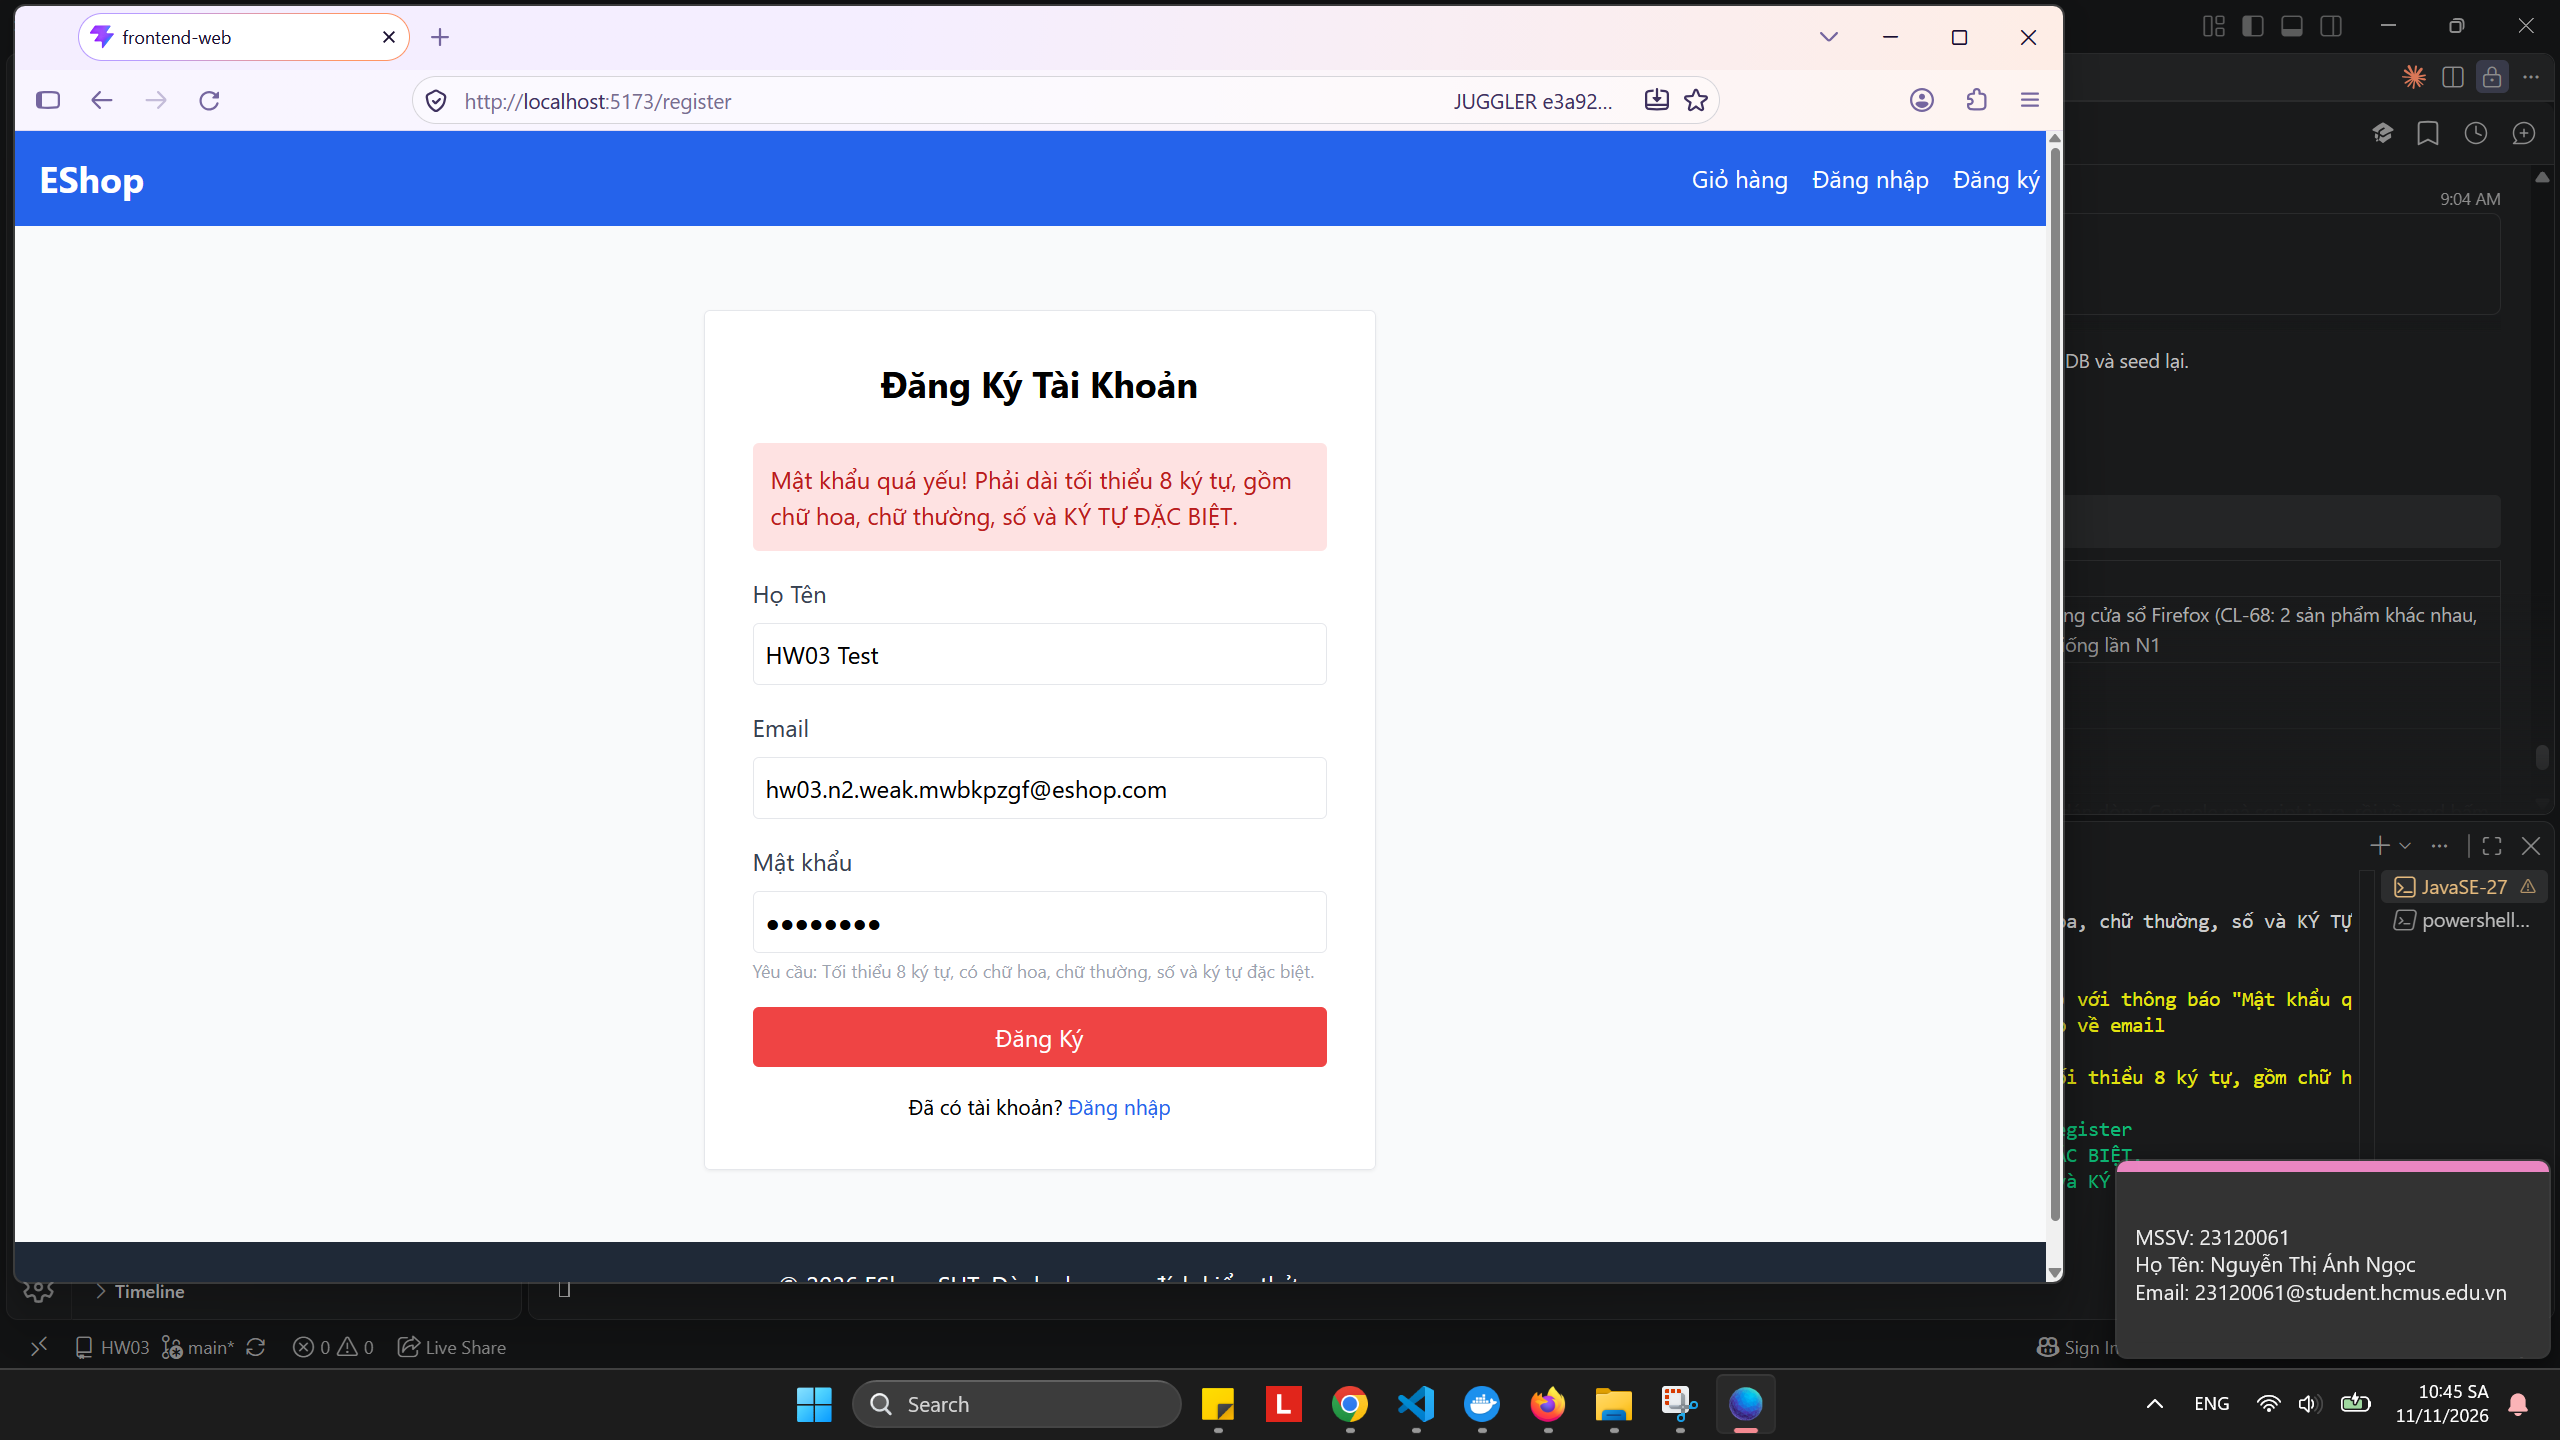 frontend-web
http://localhost:5173/register
JUGGLER e3a92...
EShop
Giỏ hàng
Đăng nhập
Đăng ký
Đăng Ký Tài Khoản
Mật khẩu quá yếu! Phải dài tối thiểu 8 ký tự, gồm
chữ hoa, chữ thường, số và KÝ TỰ ĐẶC BIỆT.
Họ Tên
HW03 Test
Email
hw03.n2.weak.mwbkpzgf@eshop.com
Mật khẩu
Yêu cầu: Tối thiểu 8 ký tự, có chữ hoa, chữ thường, số và ký tự đặc biệt.
Đăng Ký
Đã có tài khoản? Đăng nhập
9:04 AM
DB và seed lại.
ng cửa sổ Firefox (CL-68: 2 sản phẩm khác nhau,
lần N1
JavaSE-27
powershell...
chữ thường, số và KÝ TỰ
với thông báo "Mật khẩu q
về email
thiểu 8 ký tự, gồm chữ h
gister
BIỆT.
KÝ
MSSV: 23120061
Họ Tên: Nguyễn Thị Ánh Ngọc
Email: 23120061@student.hcmus.edu.vn
Timeline
HW03
main*
0
0
Live Share
Sign In
Search
L
ENG
10:45 SA
11/11/2026